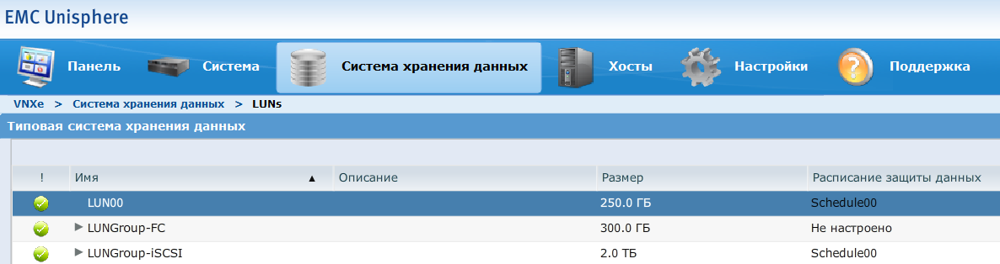 EMC Unisphere
Панель Система Система хранения данных Хосты Настройки Поддержка
VNXe > Система хранения данных > LUNs
Типовая система хранения данных
! Имя ▲ Описание Размер Расписание защиты данных
LUN00 250.0 ГБ Schedule00
LUNGroup-FC 300.0 ГБ Не настроено
LUNGroup-iSCSI 2.0 ТБ Schedule00